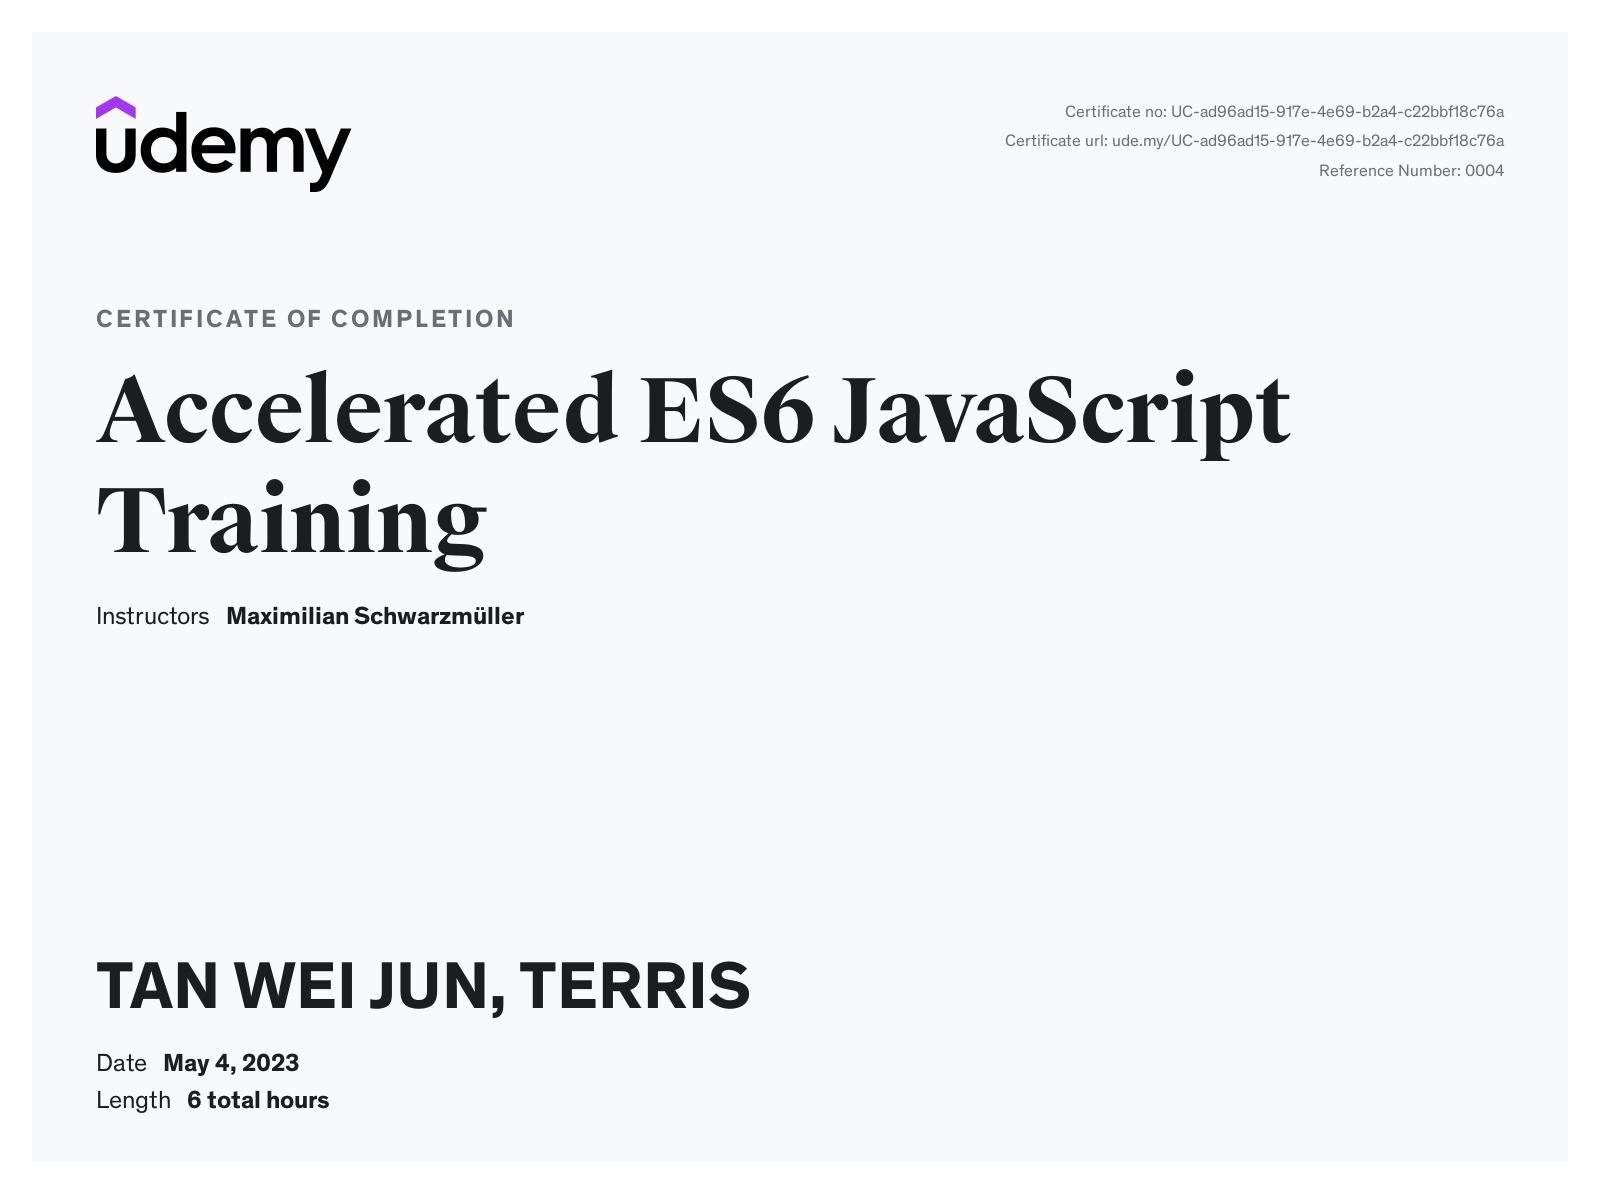 udemy
Certificate no: UC-ad96ad15-917e-4e69-b2a4-c22bbf18c76a
Certificate url: ude.my/UC-ad96ad15-917e-4e69-b2a4-c22bbf18c76a
Reference Number: 0004
CERTIFICATE OF COMPLETION
Accelerated ES6 JavaScript
Training
Instructors Maximilian Schwarzmüller
TAN WEI JUN, TERRIS
Date May 4, 2023
Length 6 total hours